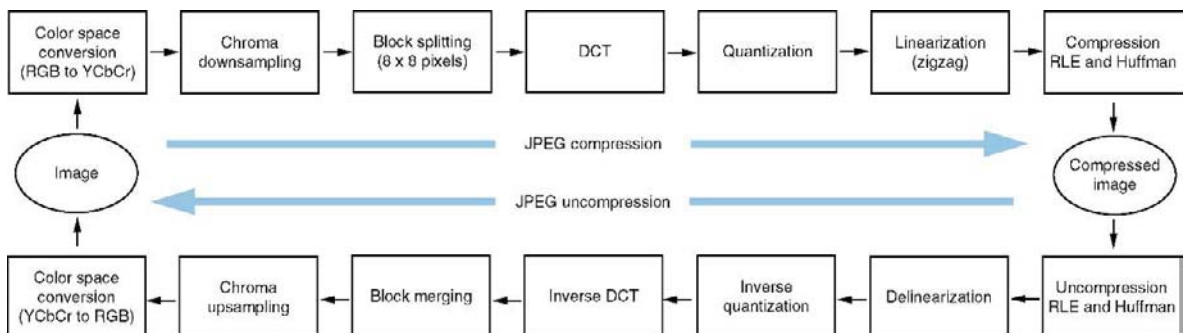 Color space
conversion
(RGB to YCbCr)
Chroma
downsampling
Block splitting
(8 x 8 pixels)
DCT
Quantization
Linearization
(zigzag)
Compression
RLE and Huffman
Image
JPEG compression
JPEG uncompression
Compressed
image
Color space
conversion
(YCbCr to RGB)
Chroma
upsampling
Block merging
Inverse DCT
Inverse
quantization
Delinearization
Uncompression
RLE and Huffman